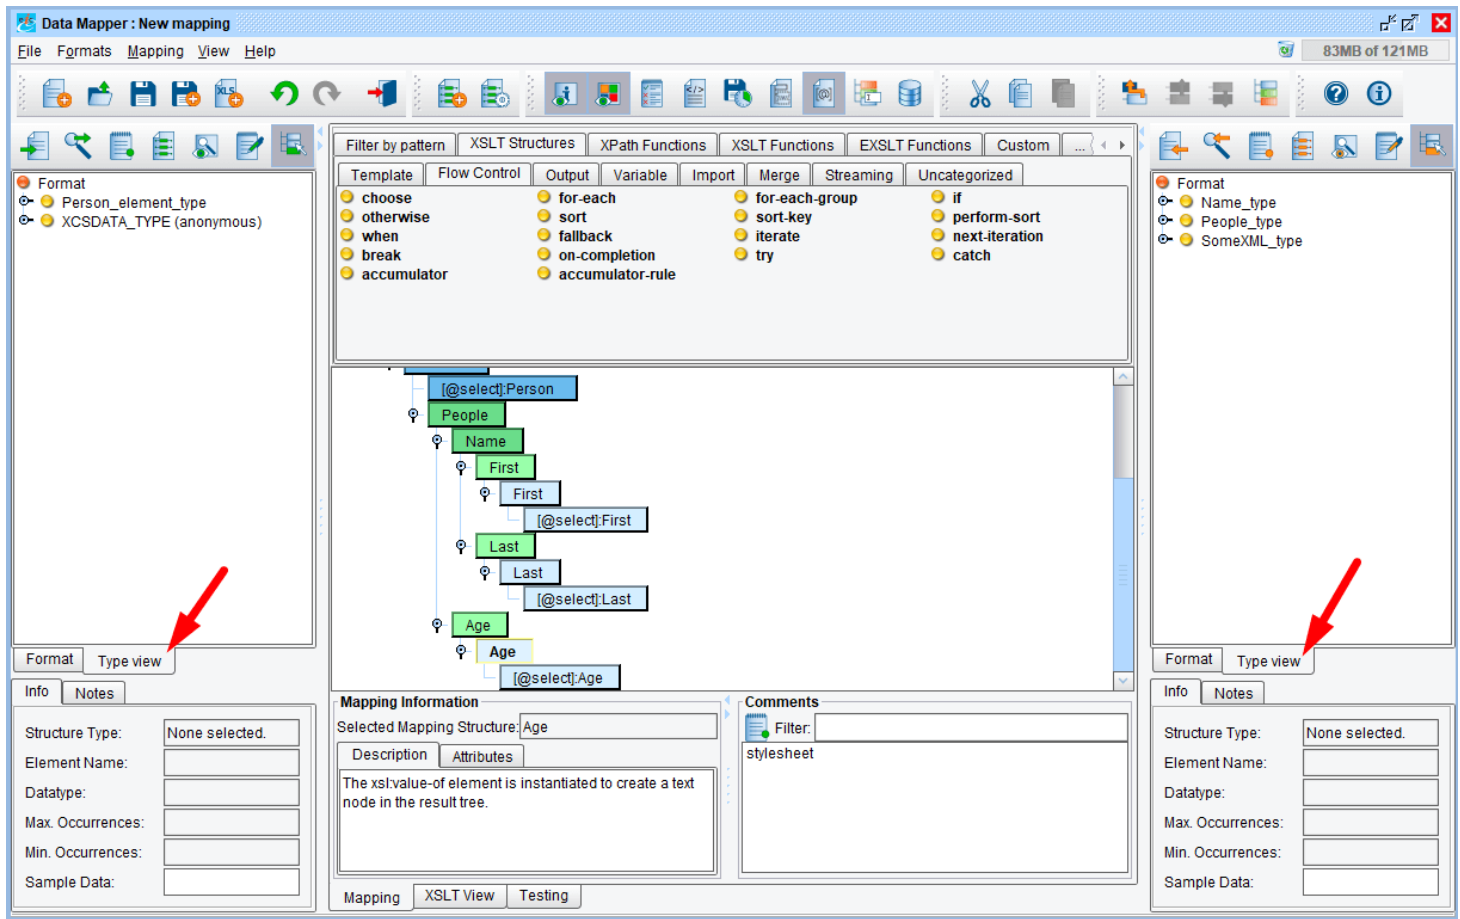 Data Mapper : New mapping
File Formats Mapping View Help
83MB of 121MB
XLS
Format
Person_element_type
XCSDATA_TYPE (anonymous)
Format Type view
Info Notes
Structure Type: None selected.
Element Name:
Datatype:
Max. Occurrences:
Min. Occurrences:
Sample Data:
Filter by pattern XSLT Structures XPath Functions XSLT Functions EXSLT Functions Custom ...
Template Flow Control Output Variable Import Merge Streaming Uncategorized
choose for-each for-each-group if
otherwise sort sort-key perform-sort
when fallback iterate next-iteration
break on-completion try catch
accumulator accumulator-rule
[@select]:Person
People
Name
First
First
[@select]:First
Last
Last
[@select]:Last
Age
Age
[@select]:Age
Mapping Information
Selected Mapping Structure: Age
Description Attributes
The xsl:value-of element is instantiated to create a text
node in the result tree.
Comments
Filter:
stylesheet
Mapping XSLT View Testing
Format
Name_type
People_type
SomeXML_type
Format Type view
Info Notes
Structure Type: None selected.
Element Name:
Datatype:
Max. Occurrences:
Min. Occurrences:
Sample Data: